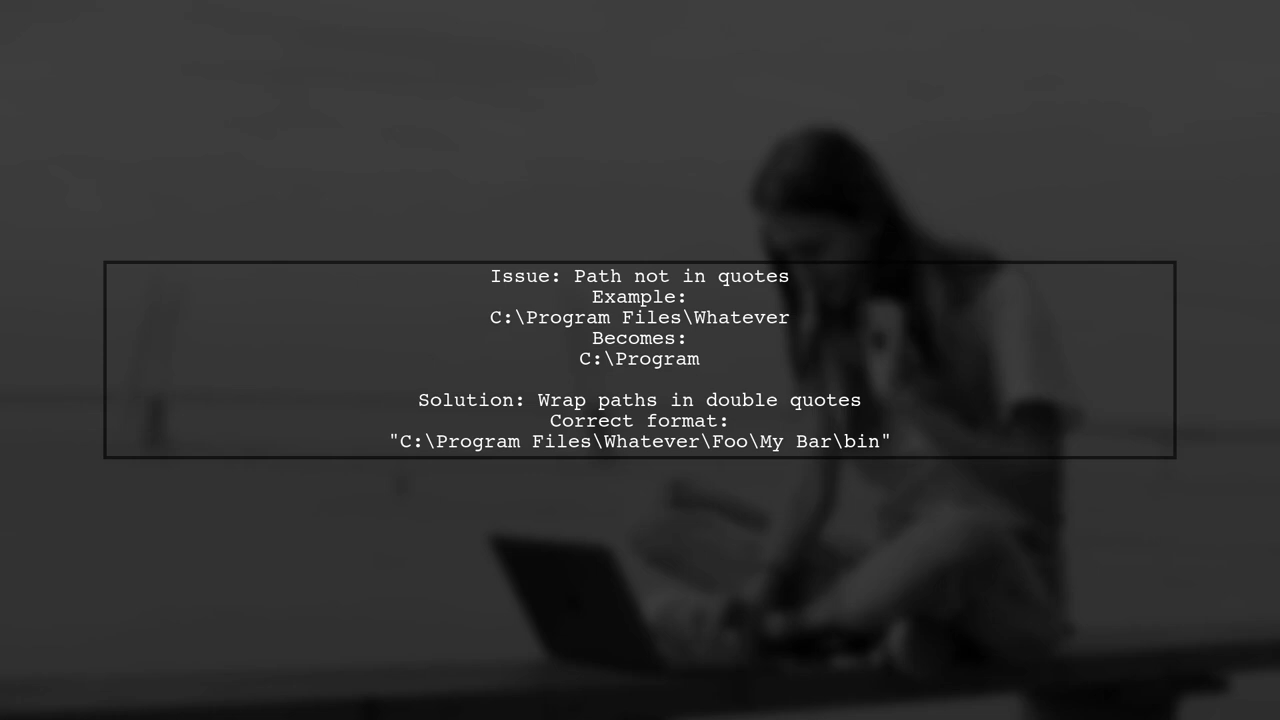 Issue: Path not in quotes
Example:
C:\Program Files\Whatever
Becomes:
C:\Program
Solution: Wrap paths in double quotes
Correct format:
"C:\Program Files\Whatever\Foo\My Bar\bin"